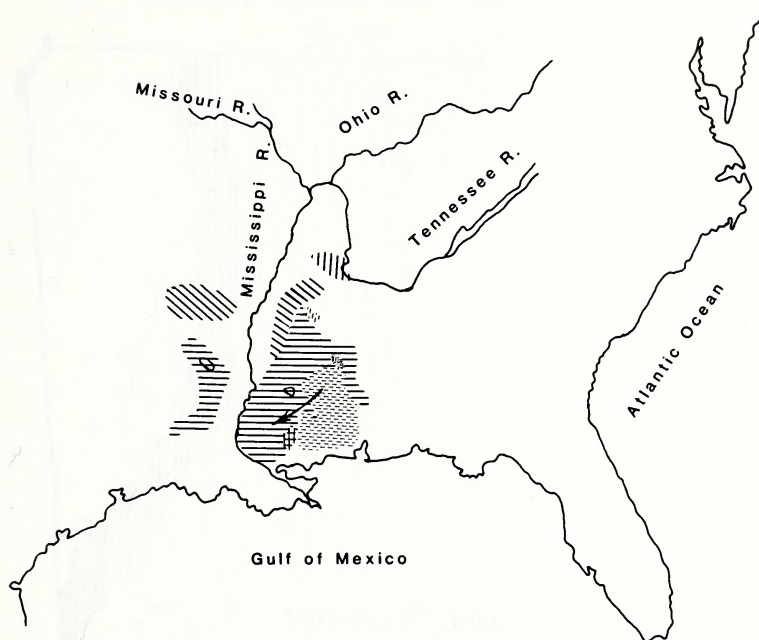 Missouri R.
Ohio R.
Mississippi R.
Tennessee R.
Atlantic Ocean
Gulf of Mexico